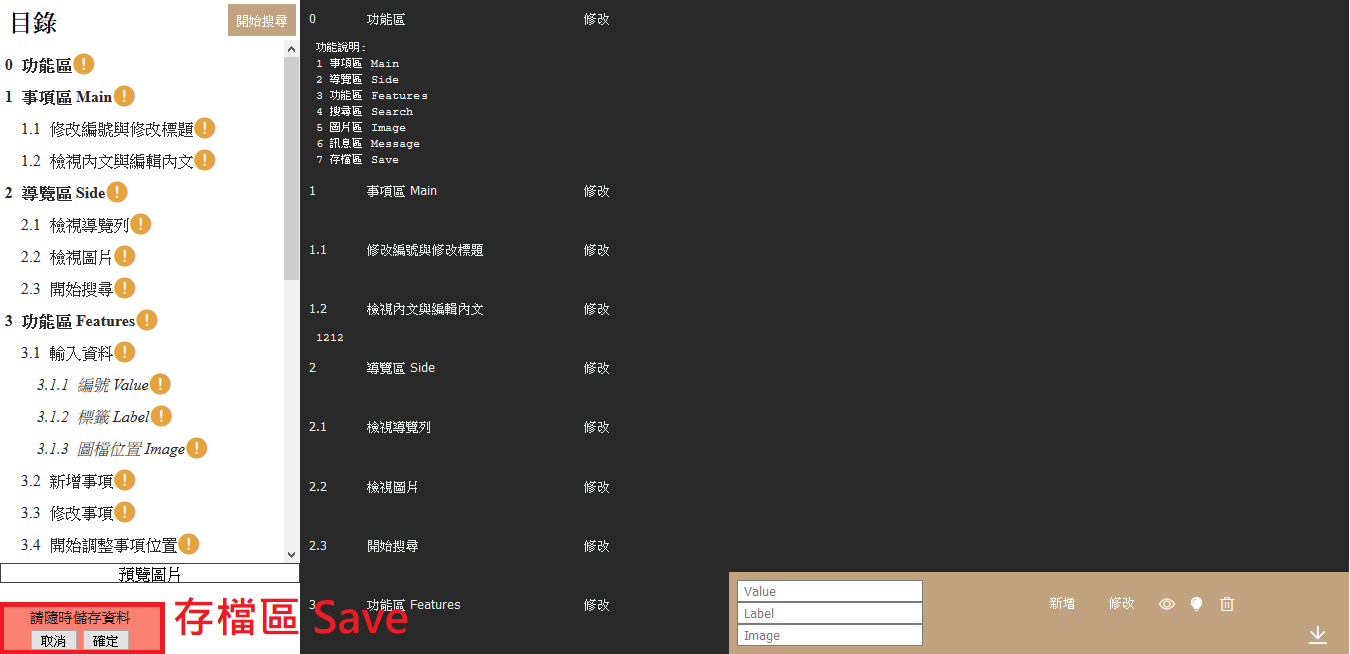 目錄
開始搜尋
0 功能區!
1 事項區 Main!
1.1 修改編號與修改標題!
1.2 檢視內文與編輯內文!
2 導覽區 Side!
2.1 檢視導覽列!
2.2 檢視圖片!
2.3 開始搜尋!
3 功能區 Features!
3.1 輸入資料!
3.1.1 編號 Value!
3.1.2 標籤 Label!
3.1.3 圖檔位置 Image!
3.2 新增事項!
3.3 修改事項!
3.4 開始調整事項位置!
預覽圖片
請隨時儲存資料
取消 確定
存檔區 Save
0 功能區 修改
功能說明:
1 事項區 Main
2 導覽區 Side
3 功能區 Features
4 搜尋區 Search
5 圖片區 Image
6 訊息區 Message
7 存檔區 Save
1 事項區 Main 修改
1.1 修改編號與修改標題 修改
1.2 檢視內文與編輯內文 修改
1212
2 導覽區 Side 修改
2.1 檢視導覽列 修改
2.2 檢視圖片 修改
2.3 開始搜尋 修改
3 功能區 Features 修改
Value
Label
Image
新增 修改